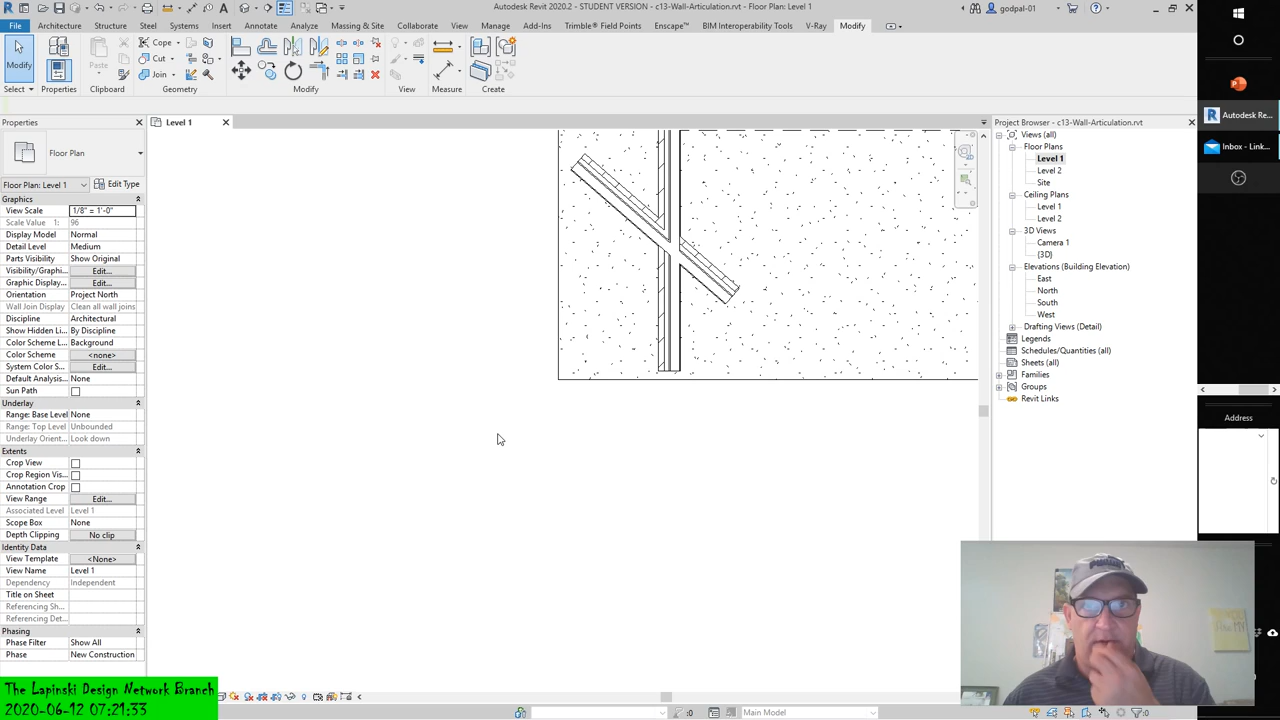 Autodesk Revit 2020.2 - STUDENT VERSION - c13-Wall-Articulation.rvt - Floor Plan: Level 1
godpal-01
File Architecture Structure Steel Systems Insert Annotate Analyze Massing & Site Collaborate View Manage Add-Ins Trimble® Field Points Enscape™ BIM Interoperability Tools V-Ray Modify
Modify Properties Paste Cope Cut Join
Select Properties Clipboard Geometry Modify View Measure Create
Properties
Level 1
Project Browser - c13-Wall-Articulation.rvt
Floor Plan
Floor Plan: Level 1 Edit Type
Graphics
View Scale 1/8" = 1'-0"
Scale Value 1: 96
Display Model Normal
Detail Level Medium
Parts Visibility Show Original
Visibility/Graphi... Edit...
Graphic Display... Edit...
Orientation Project North
Wall Join Display Clean all wall joins
Discipline Architectural
Show Hidden Li... By Discipline
Color Scheme L... Background
Color Scheme <none>
System Color S... Edit...
Default Analysis... None
Sun Path
Underlay
Range: Base Level None
Range: Top Level Unbounded
Underlay Orient... Look down
Extents
Crop View
Crop Region Vis...
Annotation Crop
View Range Edit...
Associated Level Level 1
Scope Box None
Depth Clipping No clip
Identity Data
View Template <None>
View Name Level 1
Dependency Independent
Title on Sheet
Referencing Sh...
Referencing Det...
Phasing
Phase Filter Show All
Phase New Construction
Views (all)
Floor Plans
Level 1
Level 2
Site
Ceiling Plans
Level 1
Level 2
3D Views
Camera 1
{3D}
Elevations (Building Elevation)
East
North
South
West
Drafting Views (Detail)
Legends
Schedules/Quantities (all)
Sheets (all)
Families
Groups
Revit Links
Autodesk Re...
Inbox - Link...
Address
The Lapinski Design Network Branch
2020-06-12 07:21:33
:0 Main Model :0